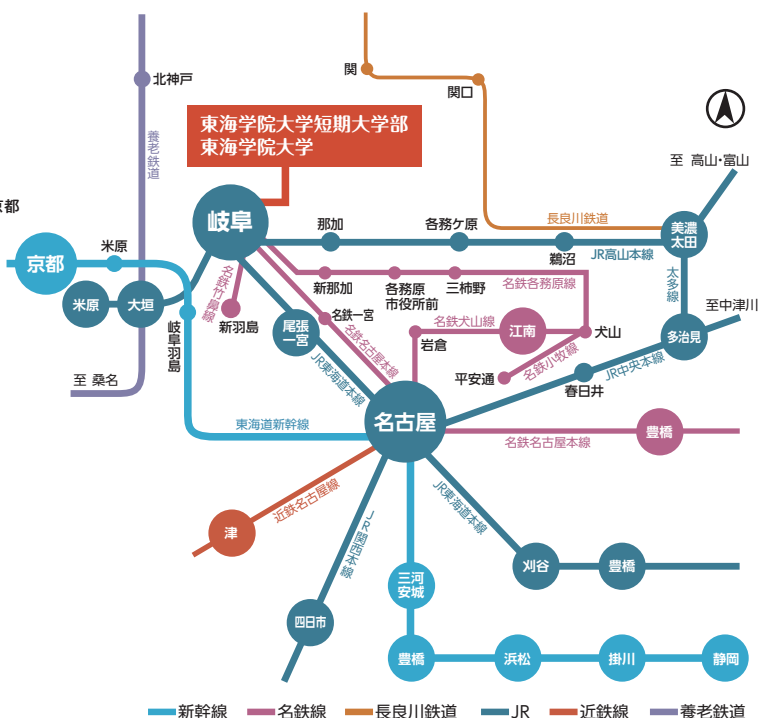 関
北神戸
関口
東海学院大学短期大学部
東海学院大学
養老鉄道
至 高山・富山
京都
岐阜
那加
各務ケ原
長良川鉄道
美濃
太田
京都
米原
鵜沼
JR高山本線
新那加
各務原
市役所前
三柿野
名鉄各務原線
太多線
名鉄竹鼻線
米原
大垣
新羽島
名鉄一宮
尾張
一宮
名鉄犬山線
江南
犬山
至中津川
多治見
岐阜羽島
岩倉
名鉄名古屋本線
JR東海道本線
平安通
名鉄小牧線
春日井
JR中央本線
至 桑名
名古屋
東海道新幹線
名鉄名古屋本線
豊橋
近鉄名古屋線
津
JR関西本線
JR東海道本線
刈谷
豊橋
三河
安城
四日市
豊橋
浜松
掛川
静岡
新幹線
名鉄線
長良川鉄道
JR
近鉄線
養老鉄道